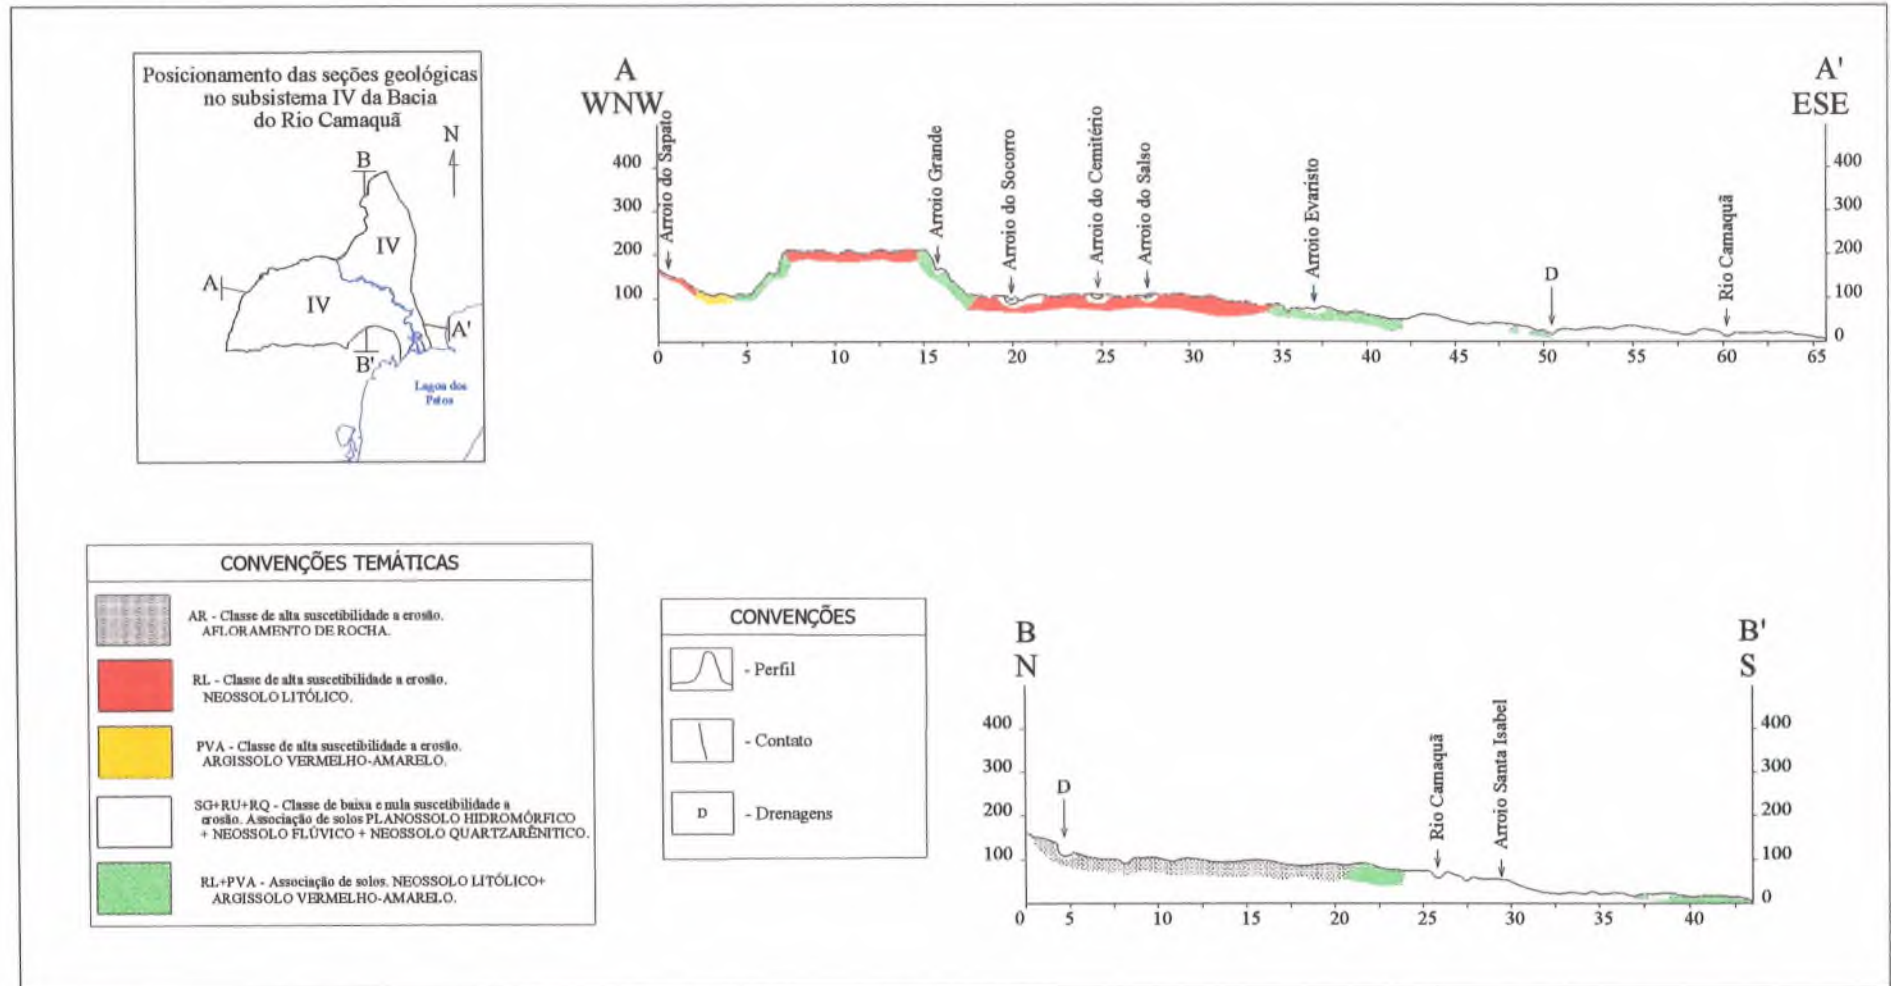 Posicionamento das seções geológicas
no subsistema IV da Bacia
do Rio Camaquã
N
B
IV
A
IV
A'
B'
Lagoa dos
Patos
A
WNW
A'
ESE
Arroio do Sapato
Arroio Grande
Arroio do Socorro
Arroio do Cemitério
Arroio do Salso
Arroio Evaristo
D
Rio Camaquã
400
300
200
100
400
300
200
100
0
0 5 10 15 20 25 30 35 40 45 50 55 60 65
CONVENÇÕES TEMÁTICAS
AR - Classe de alta suscetibilidade a erosão.
AFLORAMENTO DE ROCHA.
RL - Classe de alta suscetibilidade a erosão.
NEOSSOLO LITÓLICO.
PVA - Classe de alta suscetibilidade a erosão.
ARGISSOLO VERMELHO-AMARELO.
SG+RU+RQ - Classe de baixa e nula suscetibilidade a
erosão. Associação de solos PLANOSSOLO HIDROMÓRFICO
+ NEOSSOLO FLÚVICO + NEOSSOLO QUARTZARÊNITICO.
RL+PVA - Associação de solos. NEOSSOLO LITÓLICO+
ARGISSOLO VERMELHO-AMARELO.
CONVENÇÕES
- Perfil
- Contato
D - Drenagens
B
N
B'
S
D
Rio Camaquã
Arroio Santa Isabel
400
300
200
100
400
300
200
100
0
0 5 10 15 20 25 30 35 40